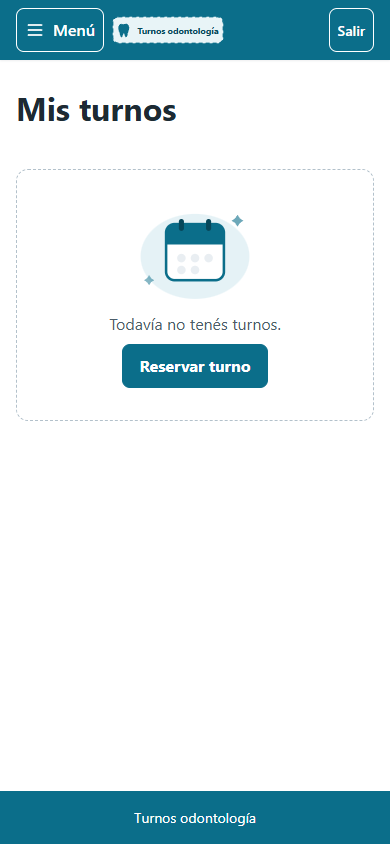 Menú
Turnos odontología
Salir
Mis turnos
Todavía no tenés turnos.
Reservar turno
Turnos odontología